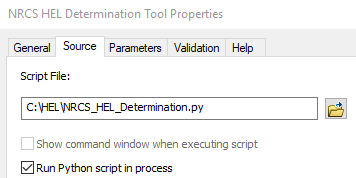 NRCS HEL Determination Tool Properties
General Source Parameters Validation Help
Script File:
C:\HEL\NRCS_HEL_Determination.py
Show command window when executing script
Run Python script in process